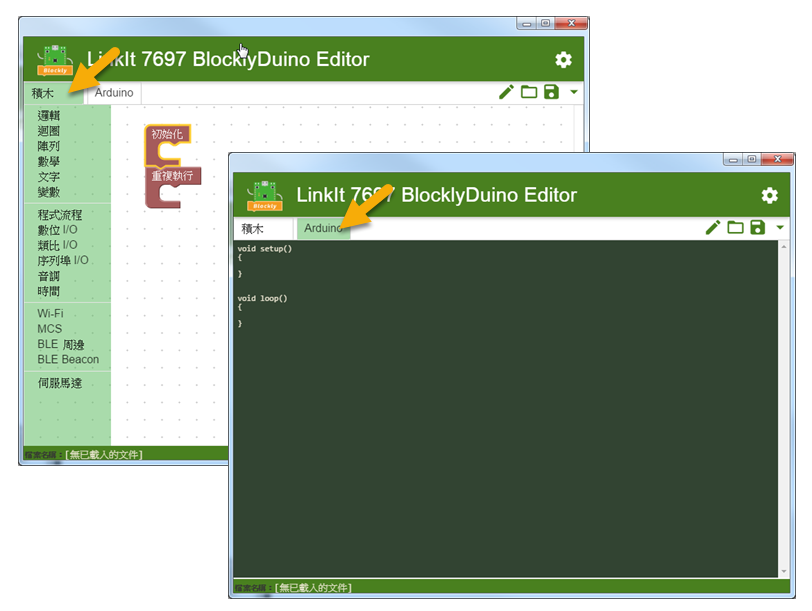 LinkIt 7697 BlocklyDuino Editor
Blockly
積木
Arduino
邏輯
迴圈
陣列
數學
文字
變數
程式流程
數位 I/O
類比 I/O
序列埠 I/O
音調
時間
Wi-Fi
MCS
BLE 周邊
BLE Beacon
伺服馬達
初始化
重複執行
檔案名稱：[無已載入的文件]
LinkIt 7697 BlocklyDuino Editor
Blockly
積木
Arduino
void setup()
{
}
void loop()
{
}
檔案名稱：[無已載入的文件]